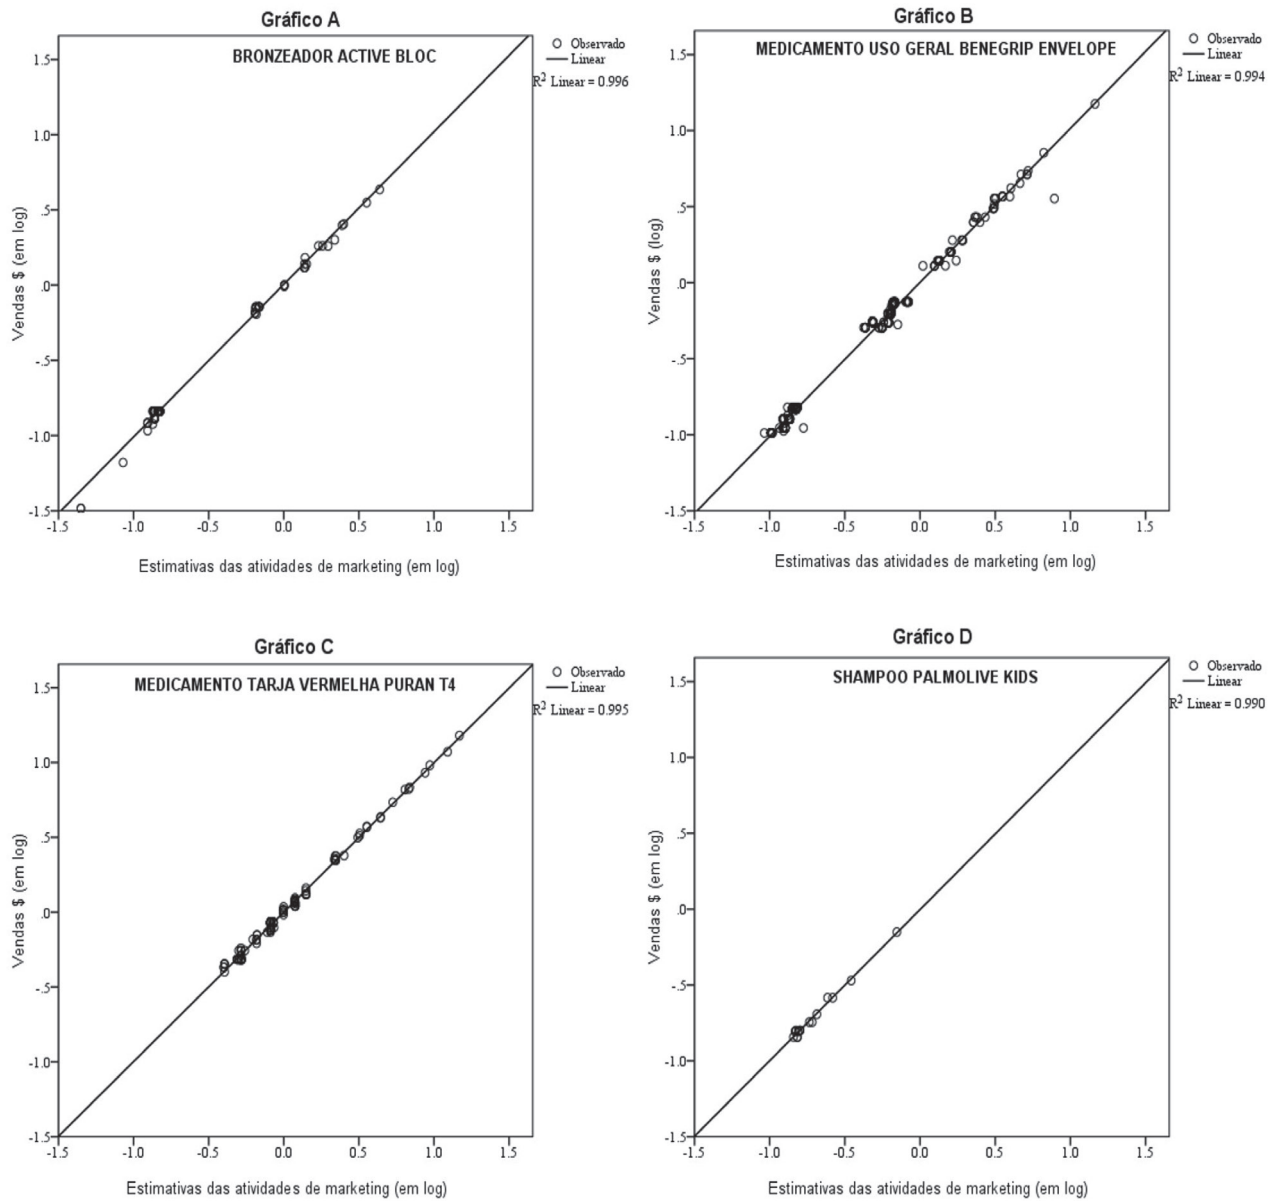 Gráfico A
BRONZEADOR ACTIVE BLOC
Observado
Linear
R² Linear = 0.996
1.5
1.0
.5
.0
-.5
-1.0
-1.5
-1.5 -1.0 -0.5 0.0 0.5 1.0 1.5
Vendas $ (em log)
Estimativas das atividades de marketing (em log)
Gráfico B
MEDICAMENTO USO GERAL BENEGRIP ENVELOPE
Observado
Linear
R² Linear = 0.994
1.5
1.0
.5
.0
-.5
-1.0
-1.5
-1.5 -1.0 -0.5 0.0 0.5 1.0 1.5
Vendas $ (log)
Estimativas das atividades de marketing (em log)
Gráfico C
MEDICAMENTO TARJA VERMELHA PURAN T4
Observado
Linear
R² Linear = 0.995
1.5
1.0
.5
.0
-.5
-1.0
-1.5
-1.5 -1.0 -0.5 0.0 0.5 1.0 1.5
Vendas $ (em log)
Estimativas das atividades de marketing (em log)
Gráfico D
SHAMPOO PALMOLIVE KIDS
Observado
Linear
R² Linear = 0.990
1.5
1.0
.5
.0
-.5
-1.0
-1.5
-1.5 -1.0 -0.5 0.0 0.5 1.0 1.5
Vendas $ (em log)
Estimativas das atividades de marketing (em log)